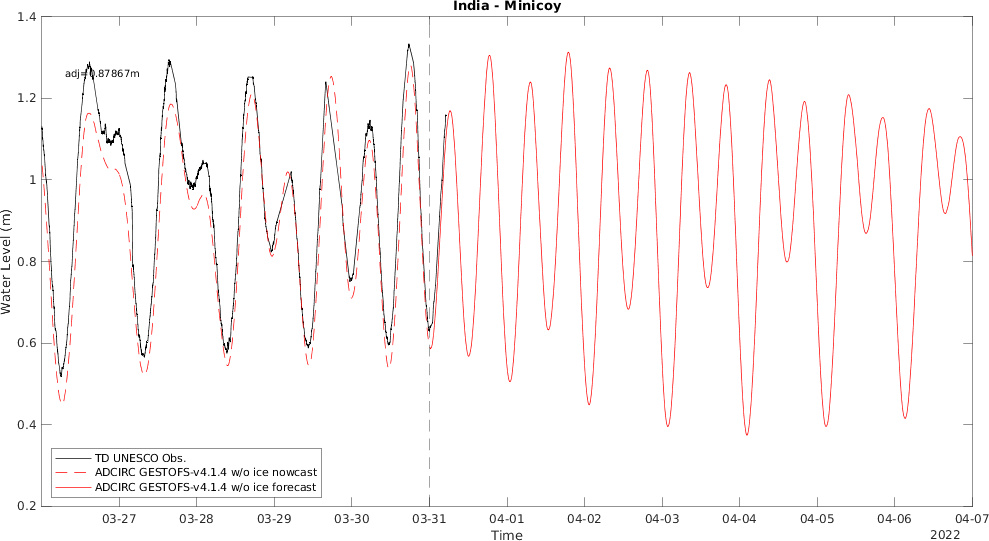 India - Minicoy
1.4
1.2
1
0.8
0.6
0.4
0.2
Water Level (m)
adj=0.87867m
TD UNESCO Obs.
ADCIRC GESTOFS-v4.1.4 w/o ice nowcast
ADCIRC GESTOFS-v4.1.4 w/o ice forecast
03-27 03-28 03-29 03-30 03-31 04-01 04-02 04-03 04-04 04-05 04-06 04-07
Time
2022